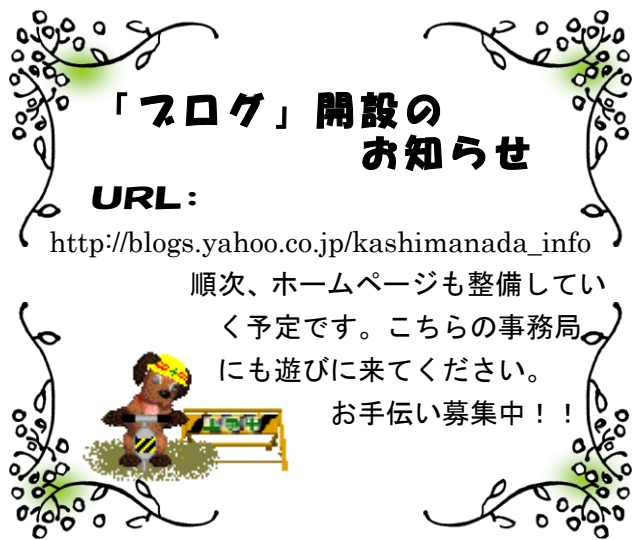 「ブログ」開設の
お知らせ
URL:
http://blogs.yahoo.co.jp/kashimanada_info
順次、ホームページも整備してい
く予定です。こちらの事務局
にも遊びに来てください。
お手伝い募集中！！